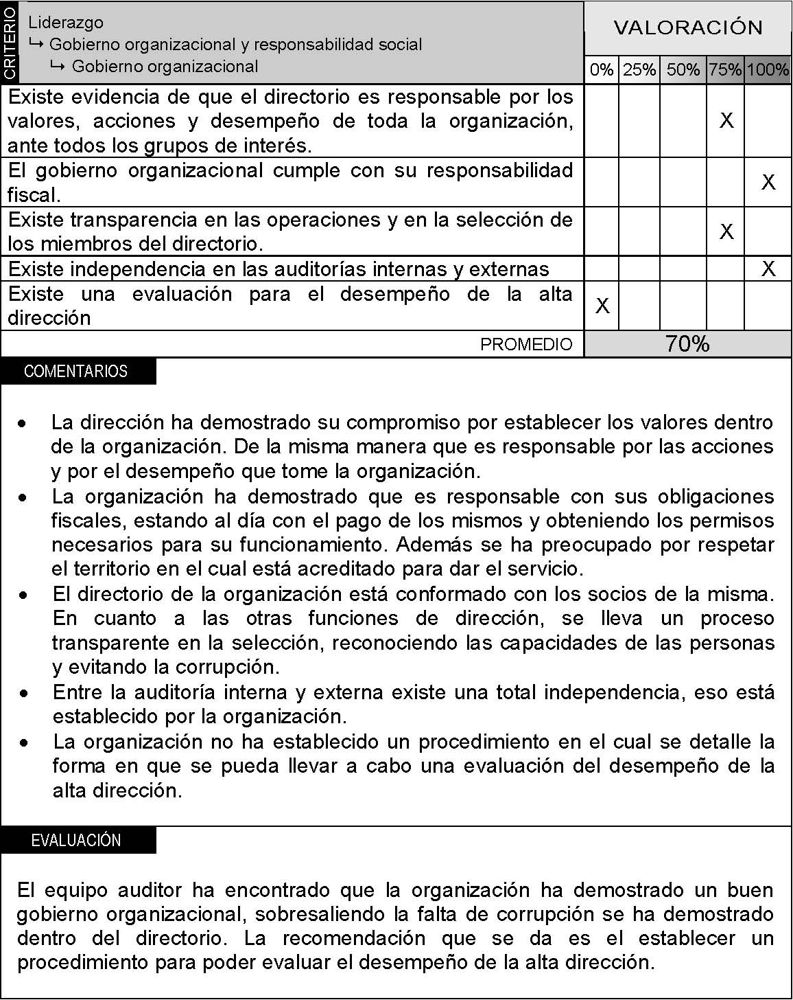 CRITERIO
Liderazgo
↳ Gobierno organizacional y responsabilidad social
↳ Gobierno organizacional
VALORACIÓN
0% 25% 50% 75% 100%
Existe evidencia de que el directorio es responsable por los
valores, acciones y desempeño de toda la organización,
ante todos los grupos de interés.
X
El gobierno organizacional cumple con su responsabilidad
fiscal.
X
Existe transparencia en las operaciones y en la selección de
los miembros del directorio.
X
Existe independencia en las auditorías internas y externas
X
Existe una evaluación para el desempeño de la alta
dirección
X
PROMEDIO 70%
COMENTARIOS
• La dirección ha demostrado su compromiso por establecer los valores dentro
de la organización. De la misma manera que es responsable por las acciones
y por el desempeño que tome la organización.
• La organización ha demostrado que es responsable con sus obligaciones
fiscales, estando al día con el pago de los mismos y obteniendo los permisos
necesarios para su funcionamiento. Además se ha preocupado por respetar
el territorio en el cual está acreditado para dar el servicio.
• El directorio de la organización está conformado con los socios de la misma.
En cuanto a las otras funciones de dirección, se lleva un proceso
transparente en la selección, reconociendo las capacidades de las personas
y evitando la corrupción.
• Entre la auditoría interna y externa existe una total independencia, eso está
establecido por la organización.
• La organización no ha establecido un procedimiento en el cual se detalle la
forma en que se pueda llevar a cabo una evaluación del desempeño de la
alta dirección.
EVALUACIÓN
El equipo auditor ha encontrado que la organización ha demostrado un buen
gobierno organizacional, sobresaliendo la falta de corrupción se ha demostrado
dentro del directorio. La recomendación que se da es el establecer un
procedimiento para poder evaluar el desempeño de la alta dirección.